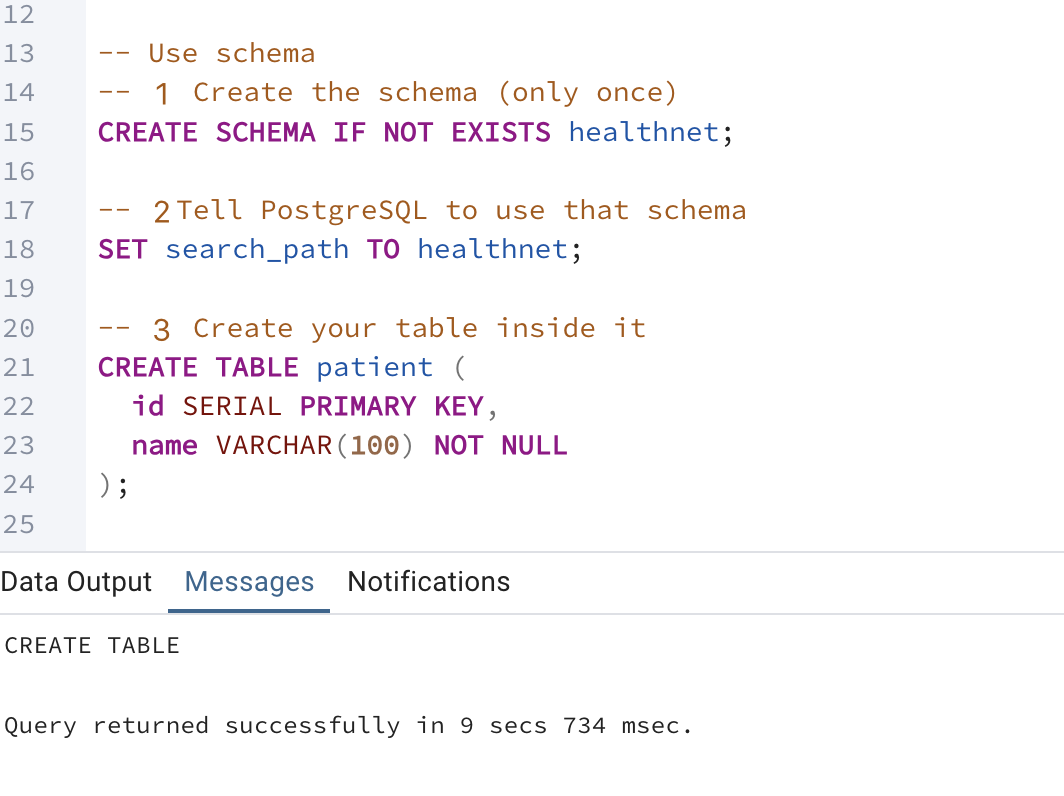 12
13 -- Use schema
14 -- 1 Create the schema (only once)
15 CREATE SCHEMA IF NOT EXISTS healthnet;
16
17 -- 2 Tell PostgreSQL to use that schema
18 SET search_path TO healthnet;
19
20 -- 3 Create your table inside it
21 CREATE TABLE patient (
22   id SERIAL PRIMARY KEY,
23   name VARCHAR(100) NOT NULL
24 );
25
Data Output Messages Notifications
CREATE TABLE
Query returned successfully in 9 secs 734 msec.